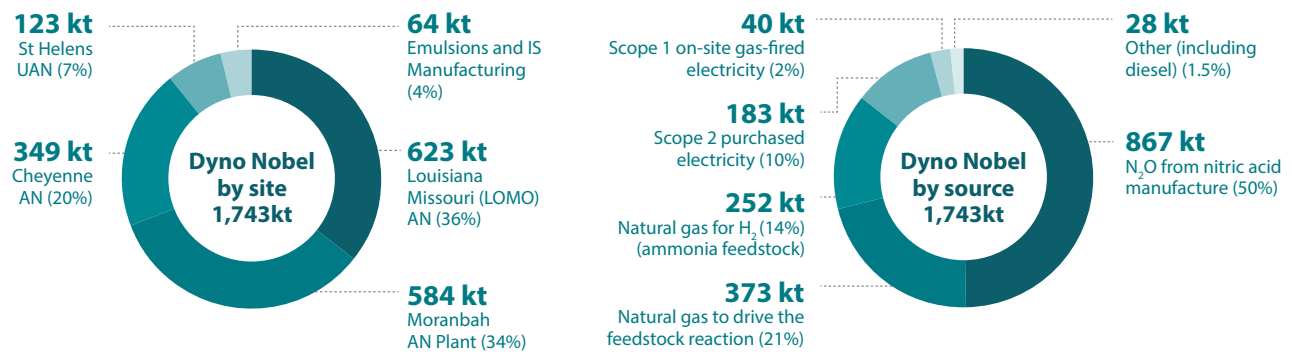 123 kt
St Helens
UAN (7%)
64 kt
Emulsions and IS
Manufacturing
(4%)
349 kt
Cheyenne
AN (20%)
Dyno Nobel
by site
1,743kt
623 kt
Louisiana
Missouri (LOMO)
AN (36%)
584 kt
Moranbah
AN Plant (34%)
40 kt
Scope 1 on-site gas-fired
electricity (2%)
28 kt
Other (including
diesel) (1.5%)
183 kt
Scope 2 purchased
electricity (10%)
Dyno Nobel
by source
1,743kt
867 kt
N₂O from nitric acid
manufacture (50%)
252 kt
Natural gas for H₂ (14%)
(ammonia feedstock)
373 kt
Natural gas to drive the
feedstock reaction (21%)